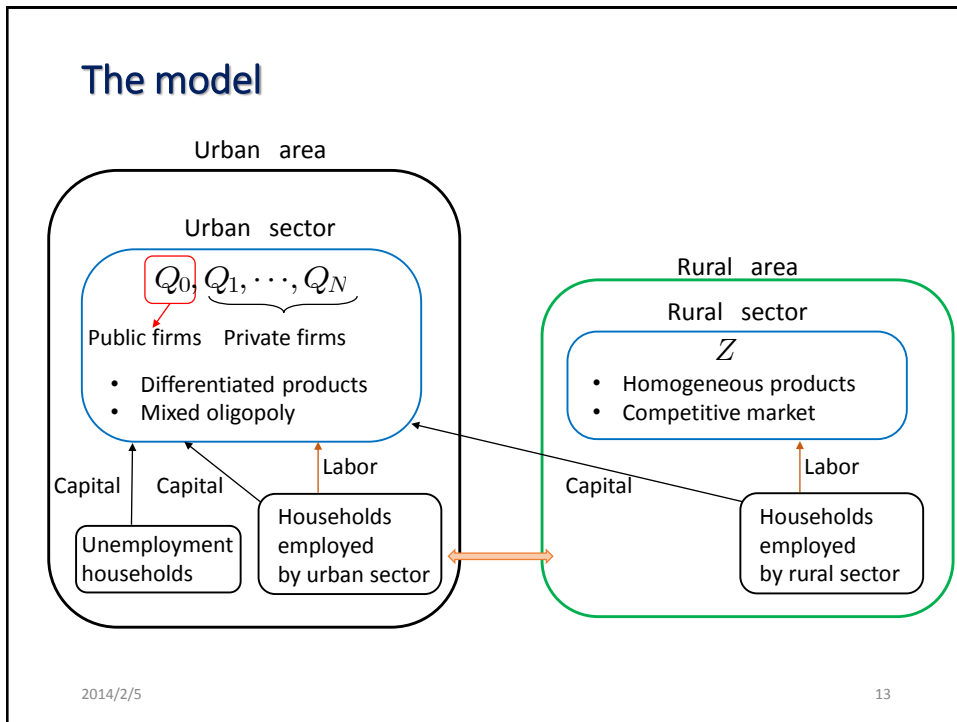 The model
Urban area
Urban sector
Q0, Q1, ⋯, QN
Public firms Private firms
• Differentiated products
• Mixed oligopoly
Capital
Capital
Labor
Unemployment
households
Households
employed
by urban sector
Rural area
Rural sector
Z
• Homogeneous products
• Competitive market
Capital
Labor
Households
employed
by rural sector
2014/2/5
13